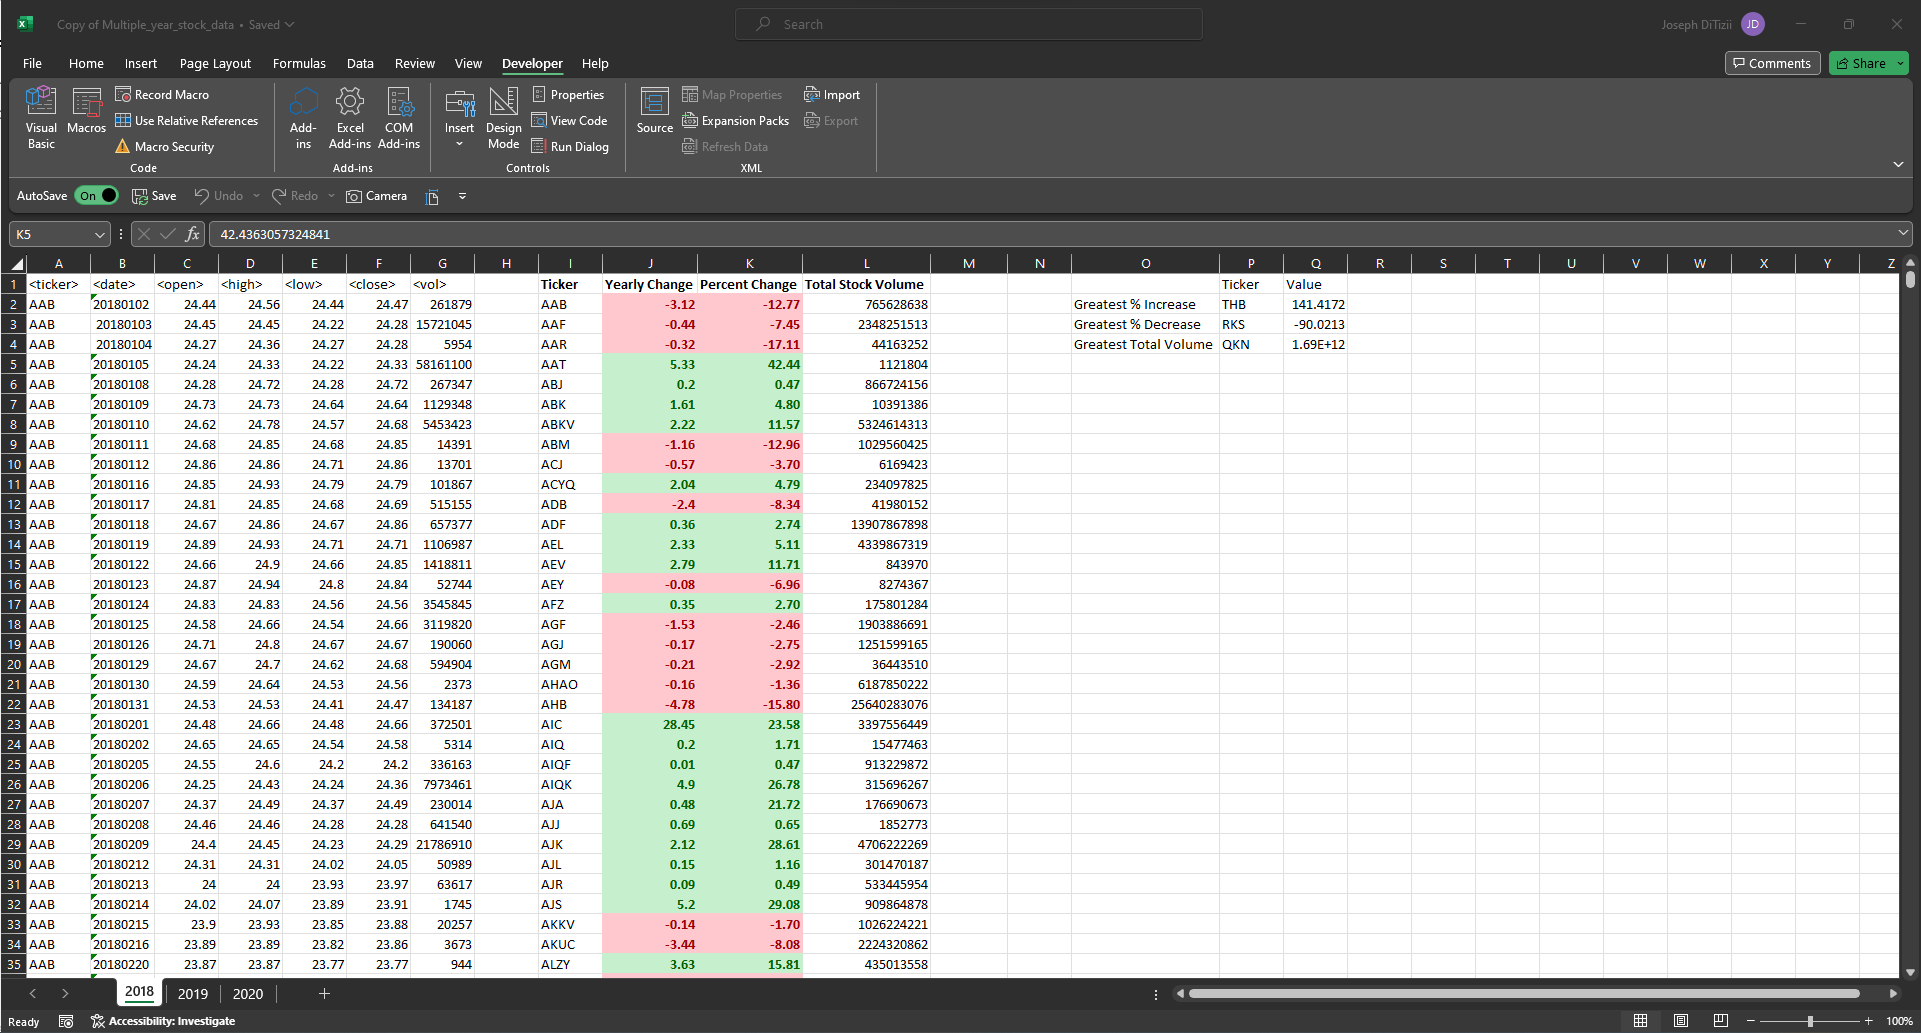 Copy of Multiple_year_stock_data • Saved
Search
Joseph DiTizii JD
File Home Insert Page Layout Formulas Data Review View Developer Help Comments Share
Visual Basic
Macros
Record Macro
Use Relative References
Macro Security
Code
Add-ins
Excel Add-ins
COM Add-ins
Add-ins
Insert
Design Mode
Properties
View Code
Run Dialog
Controls
Source
Map Properties
Expansion Packs
Refresh Data
Import
Export
XML
AutoSave On Save Undo Redo Camera
K5 fx 42.4363057324841
A B C D E F G H I J K L M N O P Q R S T U V W X Y Z
1 <ticker> <date> <open> <high> <low> <close> <vol> Ticker Yearly Change Percent Change Total Stock Volume Ticker Value
2 AAB 20180102 24.44 24.56 24.44 24.47 261879 AAB -3.12 -12.77 765628638 Greatest % Increase THB 141.4172
3 AAB 20180103 24.45 24.45 24.22 24.28 15721045 AAF -0.44 -7.45 2348251513 Greatest % Decrease RKS -90.0213
4 AAB 20180104 24.27 24.36 24.27 24.28 5954 AAR -0.32 -17.11 44163252 Greatest Total Volume QKN 1.69E+12
5 AAB 20180105 24.24 24.33 24.22 24.33 58161100 AAT 5.33 42.44 1121804
6 AAB 20180108 24.28 24.72 24.28 24.72 267347 ABJ 0.2 0.47 866724156
7 AAB 20180109 24.73 24.73 24.64 24.64 1129348 ABK 1.61 4.80 10391386
8 AAB 20180110 24.62 24.78 24.57 24.68 5453423 ABKV 2.22 11.57 5324614313
9 AAB 20180111 24.68 24.85 24.68 24.85 14391 ABM -1.16 -12.96 1029560425
10 AAB 20180112 24.86 24.86 24.71 24.86 13701 ACJ -0.57 -3.70 6169423
11 AAB 20180116 24.85 24.93 24.79 24.79 101867 ACYQ 2.04 4.79 234097825
12 AAB 20180117 24.81 24.85 24.68 24.69 515155 ADB -2.4 -8.34 41980152
13 AAB 20180118 24.67 24.86 24.67 24.86 657377 ADF 0.36 2.74 13907867898
14 AAB 20180119 24.89 24.93 24.71 24.71 1106987 AEL 2.33 5.11 4339867319
15 AAB 20180122 24.66 24.9 24.66 24.85 1418811 AEV 2.79 11.71 843970
16 AAB 20180123 24.87 24.94 24.8 24.84 52744 AEY -0.08 -6.96 8274367
17 AAB 20180124 24.83 24.83 24.56 24.56 3545845 AFZ 0.35 2.70 175801284
18 AAB 20180125 24.58 24.66 24.54 24.66 3119820 AGF -1.53 -2.46 1903886691
19 AAB 20180126 24.71 24.8 24.67 24.67 190060 AGJ -0.17 -2.75 1251599165
20 AAB 20180129 24.67 24.7 24.62 24.68 594904 AGM -0.21 -2.92 36443510
21 AAB 20180130 24.59 24.64 24.53 24.56 2373 AHAO -0.16 -1.36 6187850222
22 AAB 20180131 24.53 24.53 24.41 24.47 134187 AHB -4.78 -15.80 25640283076
23 AAB 20180201 24.48 24.66 24.48 24.66 372501 AIC 28.45 23.58 3397556449
24 AAB 20180202 24.65 24.65 24.54 24.58 5314 AIQ 0.2 1.71 15477463
25 AAB 20180205 24.55 24.6 24.2 24.2 336163 AIQF 0.01 0.47 913229872
26 AAB 20180206 24.25 24.43 24.24 24.36 7973461 AIQK 4.9 26.78 315696267
27 AAB 20180207 24.37 24.49 24.37 24.49 230014 AJA 0.48 21.72 176690673
28 AAB 20180208 24.46 24.46 24.28 24.28 641540 AJJ 0.69 0.65 1852773
29 AAB 20180209 24.4 24.45 24.23 24.29 21786910 AJK 2.12 28.61 4706222269
30 AAB 20180212 24.31 24.31 24.02 24.05 50989 AJL 0.15 1.16 301470187
31 AAB 20180213 24 24 23.93 23.97 63617 AJR 0.09 0.49 533445954
32 AAB 20180214 24.02 24.07 23.89 23.91 1745 AJS 5.2 29.08 909864878
33 AAB 20180215 23.9 23.93 23.85 23.88 20257 AKKV -0.14 -1.70 1026224221
34 AAB 20180216 23.89 23.89 23.82 23.86 3673 AKUC -3.44 -8.08 2224320862
35 AAB 20180220 23.87 23.87 23.77 23.77 944 ALZY 3.63 15.81 435013558
2018 2019 2020
Ready Accessibility: Investigate 100%